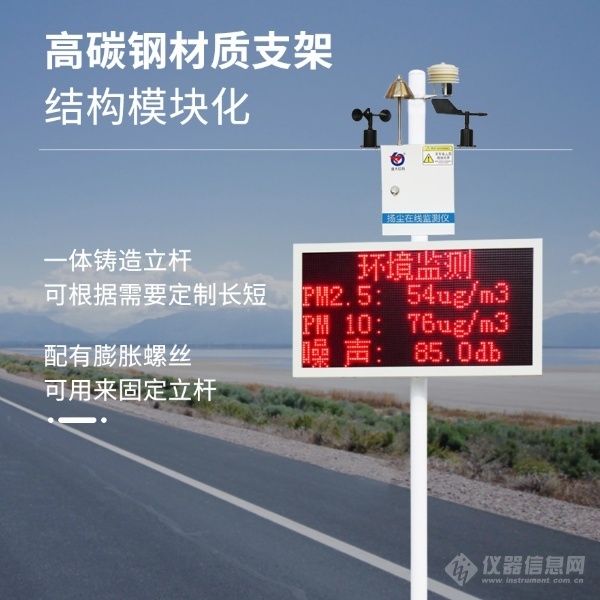 高碳钢材质支架
结构模块化
一体铸造立杆
可根据需要定制长短
配有膨胀螺丝
可用来固定立杆
扬尘在线监测仪
环境监测
PM2.5: 54ug/m3
PM 10: 76ug/m3
噪 声: 85.0db
仪器信息网
www.instrument.com.cn